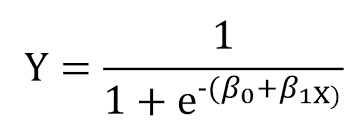 Y = 1 / (1 + e^-(β₀+β₁X))